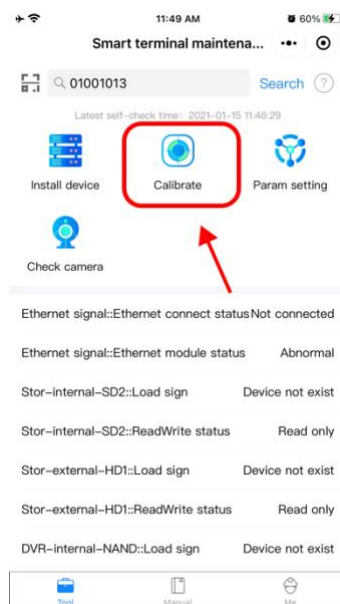 11:49 AM
60%
Smart terminal maintena...
01001013
Search
?
Latest self-check time: 2021-01-15 11:46:29
Install device
Calibrate
Param setting
Check camera
Ethernet signal::Ethernet connect status Not connected
Ethernet signal::Ethernet module status Abnormal
Stor-internal-SD2::Load sign Device not exist
Stor-internal-SD2::ReadWrite status Read only
Stor-external-HD1::Load sign Device not exist
Stor-external-HD1::ReadWrite status Read only
DVR-internal-NAND::Load sign Device not exist
Tool
Manual
Me